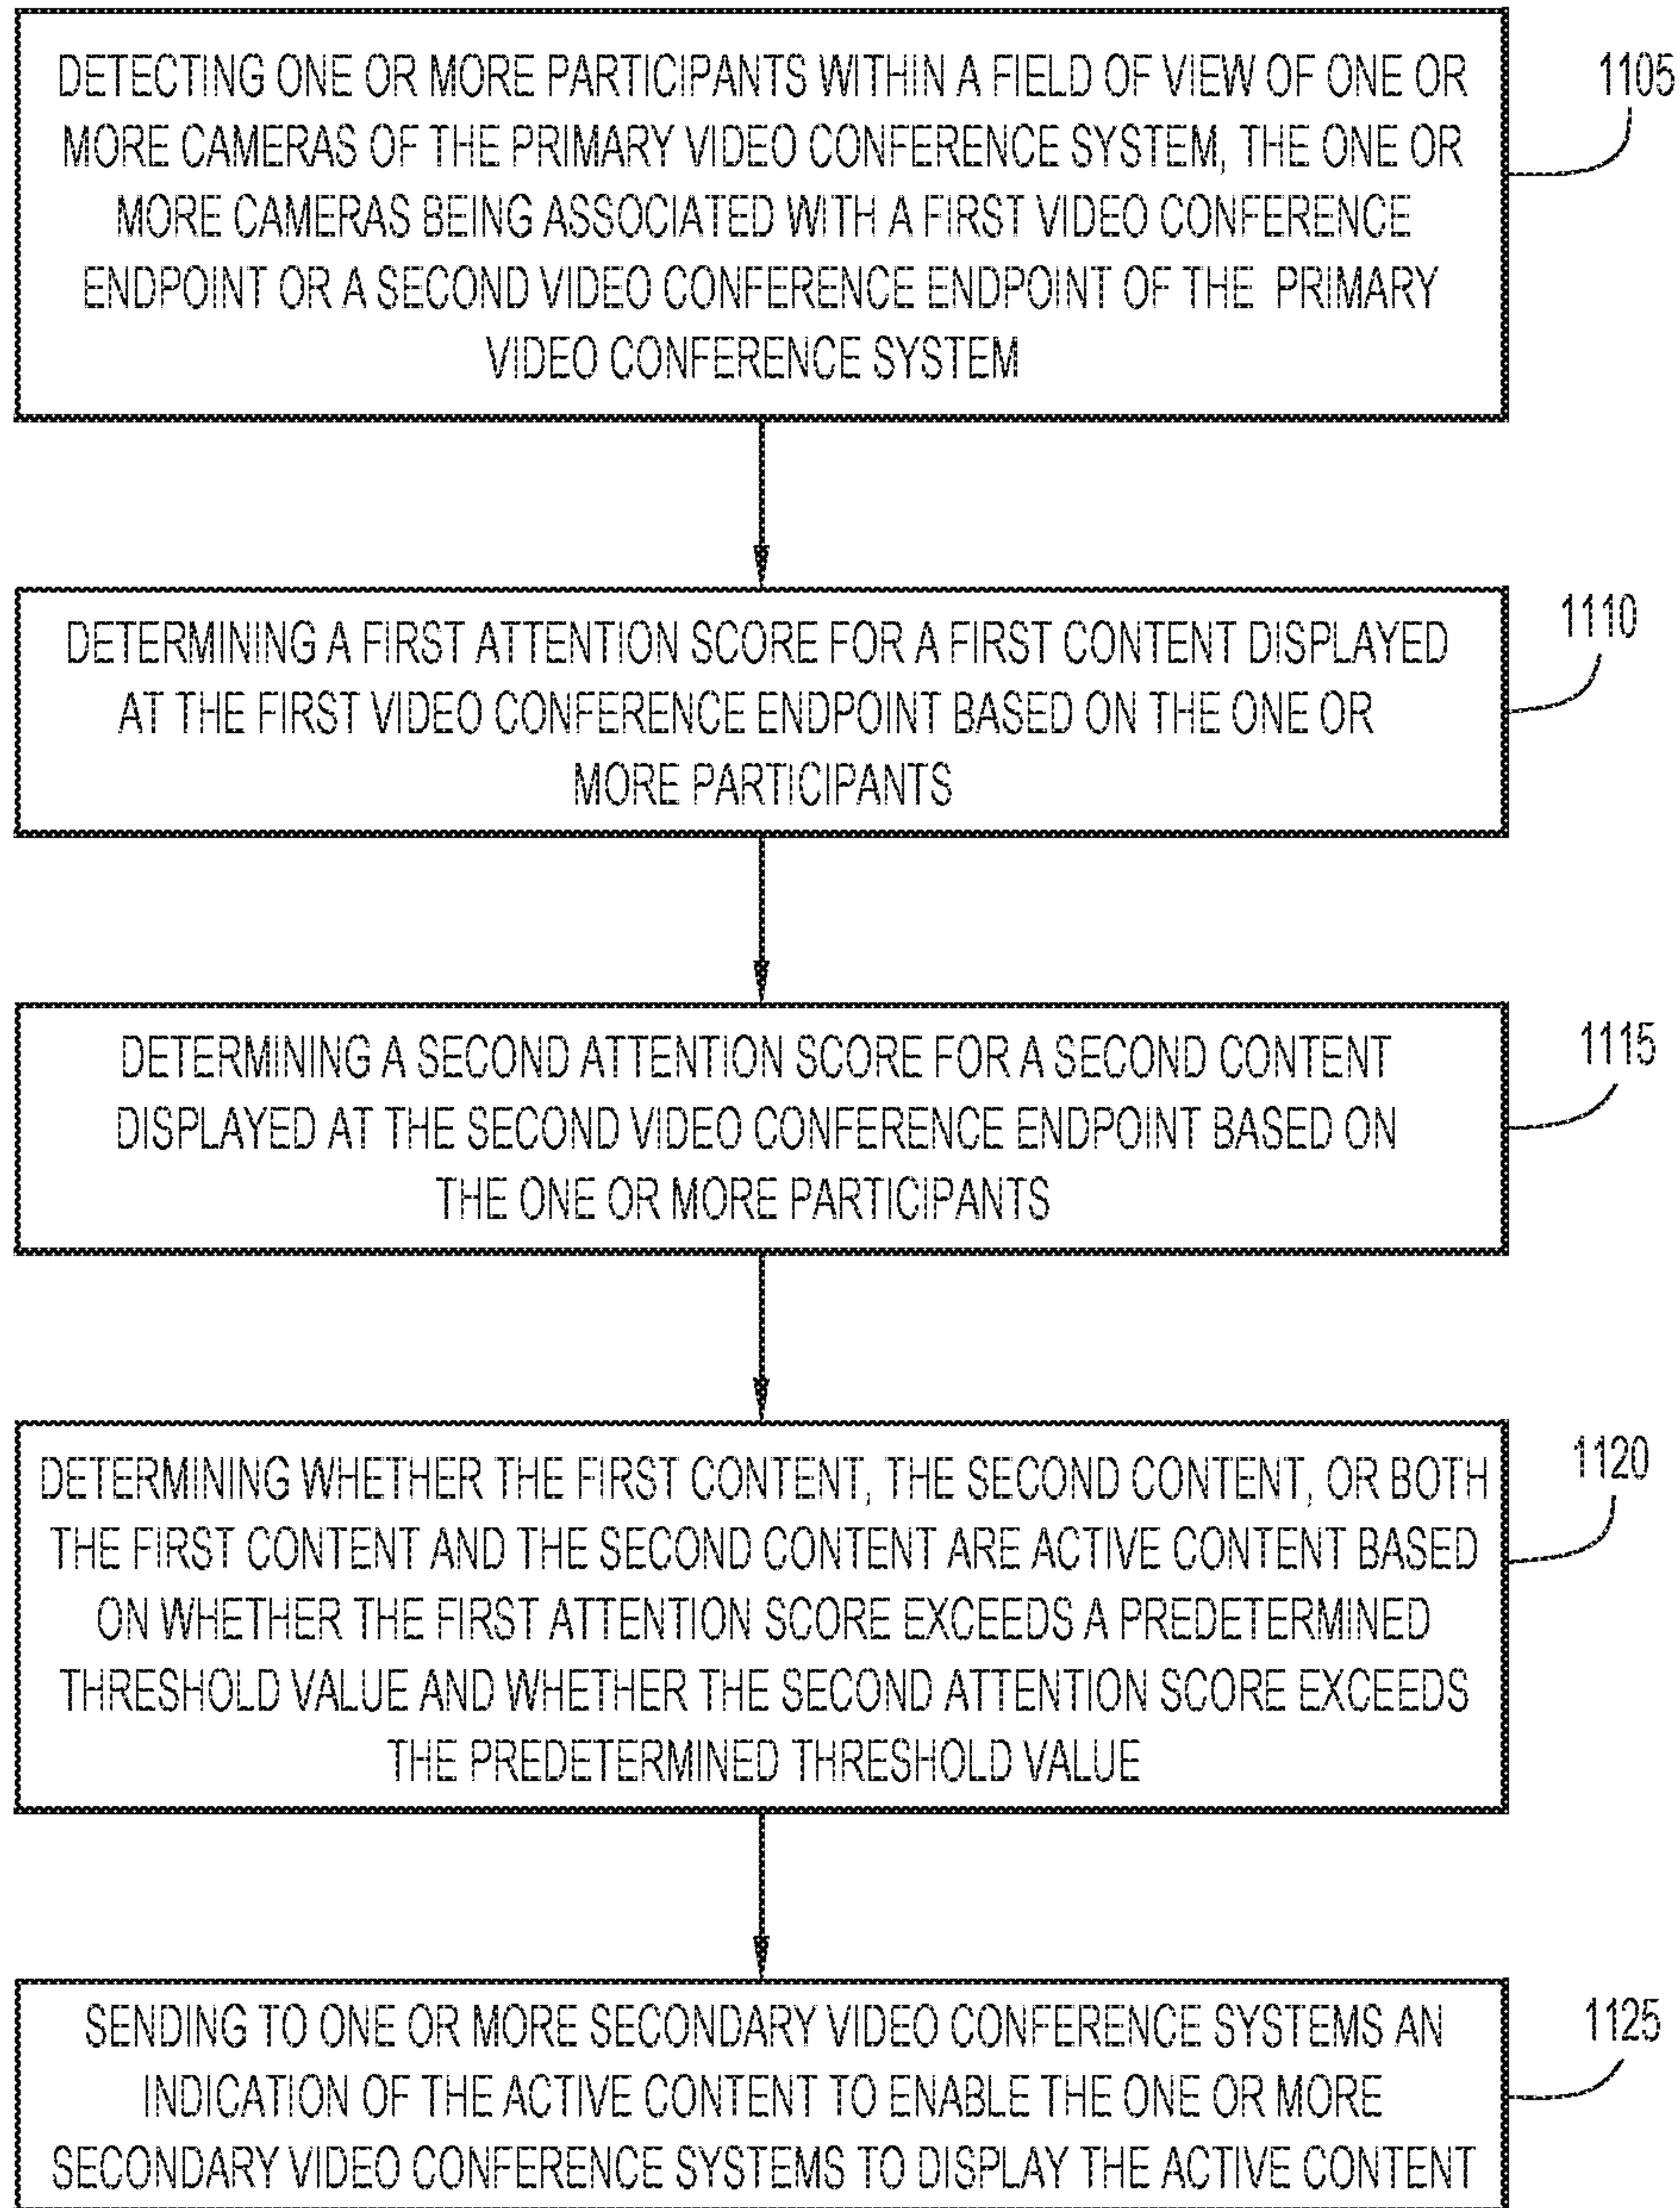 DETECTING ONE OR MORE PARTICIPANTS WITHIN A FIELD OF VIEW OF ONE OR
MORE CAMERAS OF THE PRIMARY VIDEO CONFERENCE SYSTEM, THE ONE OR
MORE CAMERAS BEING ASSOCIATED WITH A FIRST VIDEO CONFERENCE
ENDPOINT OR A SECOND VIDEO CONFERENCE ENDPOINT OF THE PRIMARY
VIDEO CONFERENCE SYSTEM
1105
DETERMINING A FIRST ATTENTION SCORE FOR A FIRST CONTENT DISPLAYED
AT THE FIRST VIDEO CONFERENCE ENDPOINT BASED ON THE ONE OR
MORE PARTICIPANTS
1110
DETERMINING A SECOND ATTENTION SCORE FOR A SECOND CONTENT
DISPLAYED AT THE SECOND VIDEO CONFERENCE ENDPOINT BASED ON
THE ONE OR MORE PARTICIPANTS
1115
DETERMINING WHETHER THE FIRST CONTENT, THE SECOND CONTENT, OR BOTH
THE FIRST CONTENT AND THE SECOND CONTENT ARE ACTIVE CONTENT BASED
ON WHETHER THE FIRST ATTENTION SCORE EXCEEDS A PREDETERMINED
THRESHOLD VALUE AND WHETHER THE SECOND ATTENTION SCORE EXCEEDS
THE PREDETERMINED THRESHOLD VALUE
1120
SENDING TO ONE OR MORE SECONDARY VIDEO CONFERENCE SYSTEMS AN
INDICATION OF THE ACTIVE CONTENT TO ENABLE THE ONE OR MORE
SECONDARY VIDEO CONFERENCE SYSTEMS TO DISPLAY THE ACTIVE CONTENT
1125